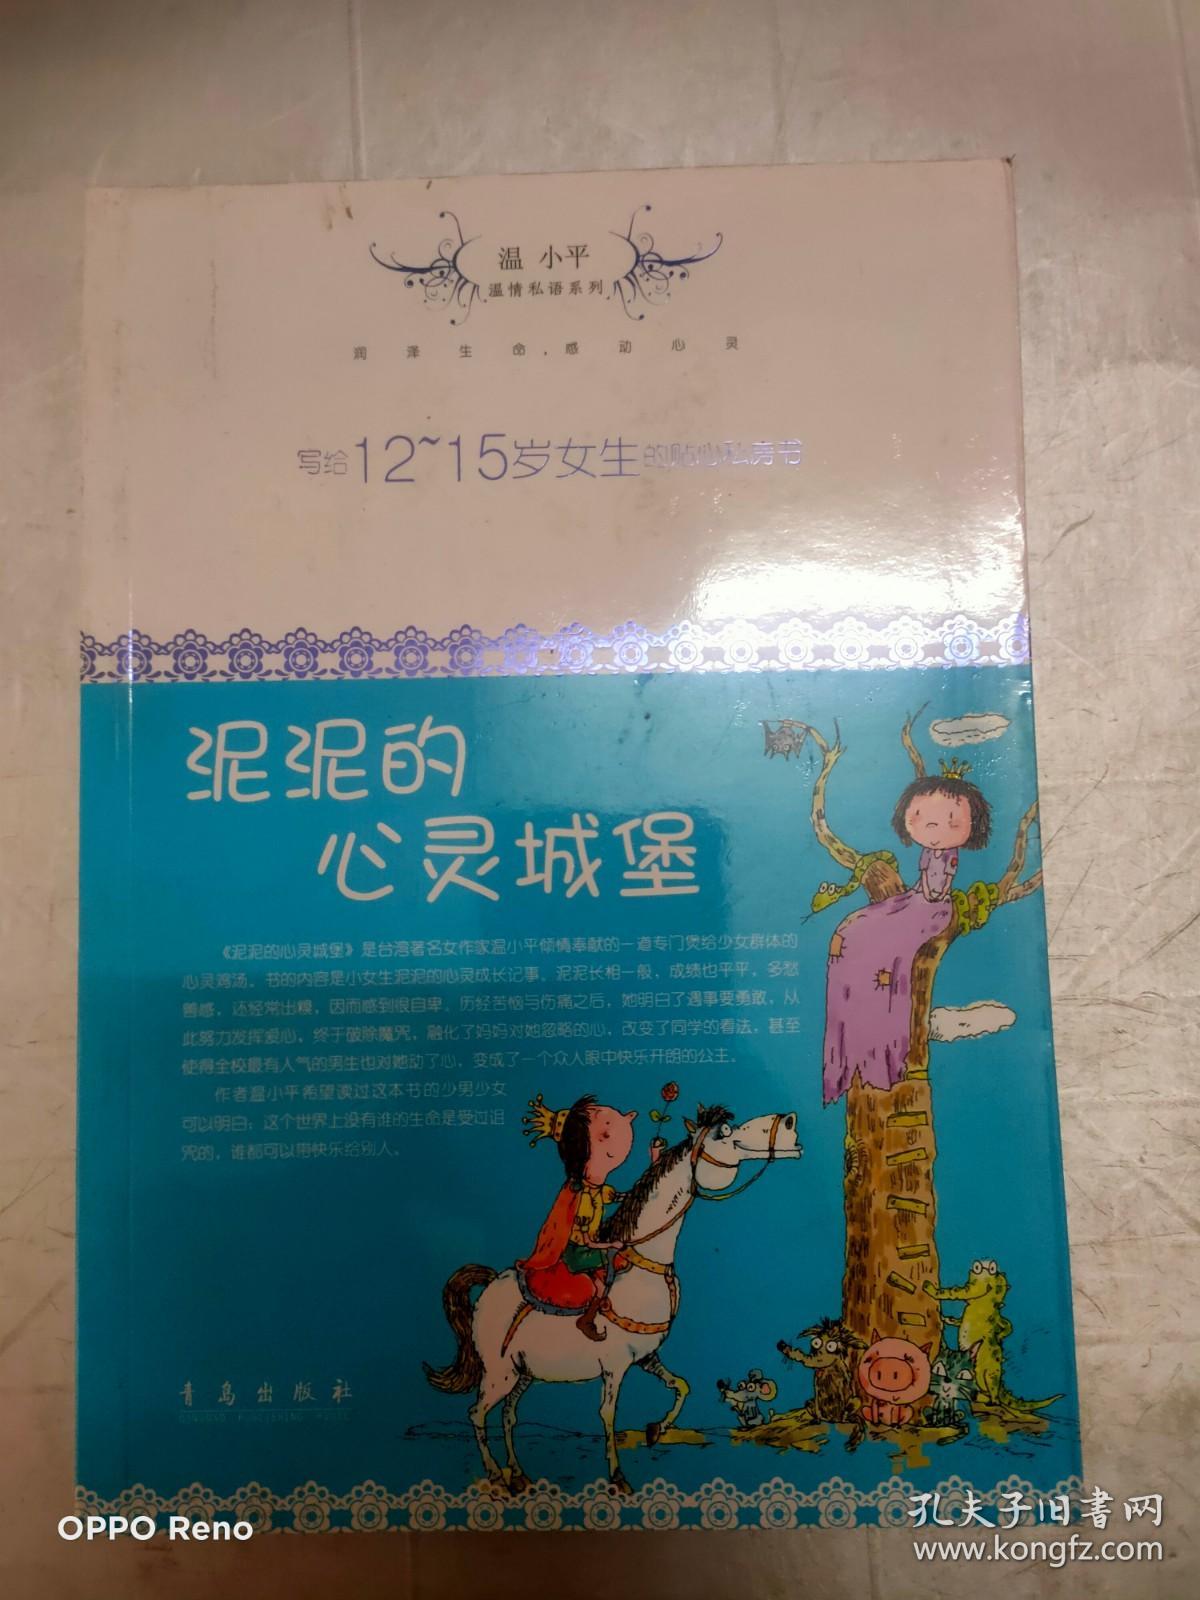 温 小平
温情私语系列
润泽生命，感动心灵
写给12~15岁女生的贴心私房书
泥泥的
心灵城堡
《泥泥的心灵城堡》是台湾著名女作家温小平倾情奉献的一道专门煲给少女群体的
心灵鸡汤。书的内容是小女生泥泥的心灵成长记事。泥泥长相一般，成绩也平平，多愁
善感，还经常出糗，因而感到很自卑。历经苦恼与伤痛之后，她明白了遇事要勇敢，从
此努力发挥爱心，终于破除魔咒，融化了妈妈对她忽略的心，改变了同学的看法，甚至
使得全校最有人气的男生也对她动了心，变成了一个众人眼中快乐开朗的公主。
作者温小平希望读过这本书的少男少女
可以明白：这个世界上没有谁的生命是受过诅
咒的，谁都可以带快乐给别人。
青岛出版社
QINGDAO PUBLISHING HOUSE
OPPO Reno
孔夫子旧書网
www.kongfz.com